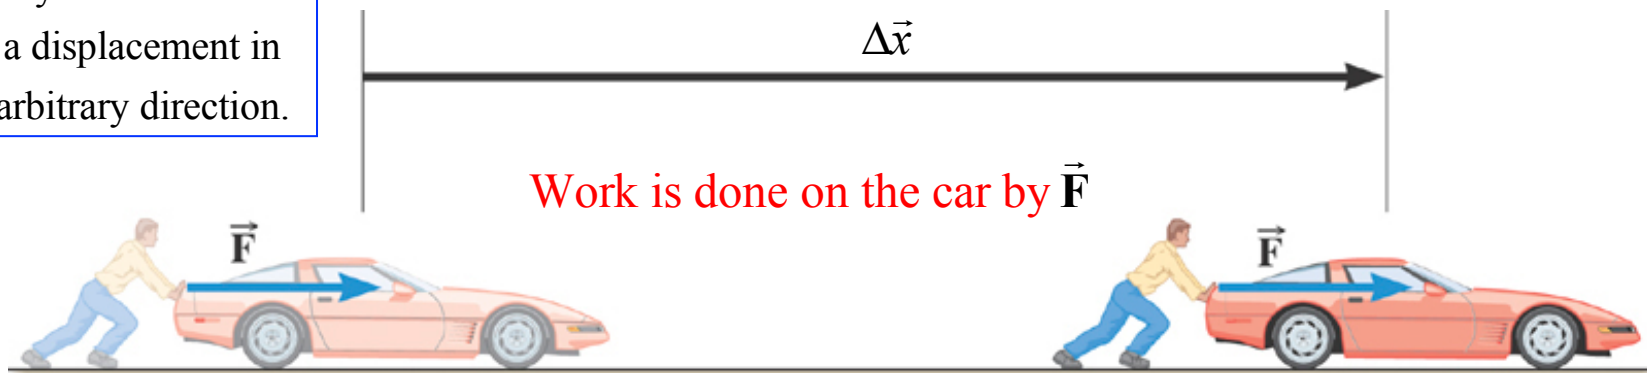 a displacement in
arbitrary direction.
Δx⃗
Work is done on the car by F⃗
F⃗
F⃗